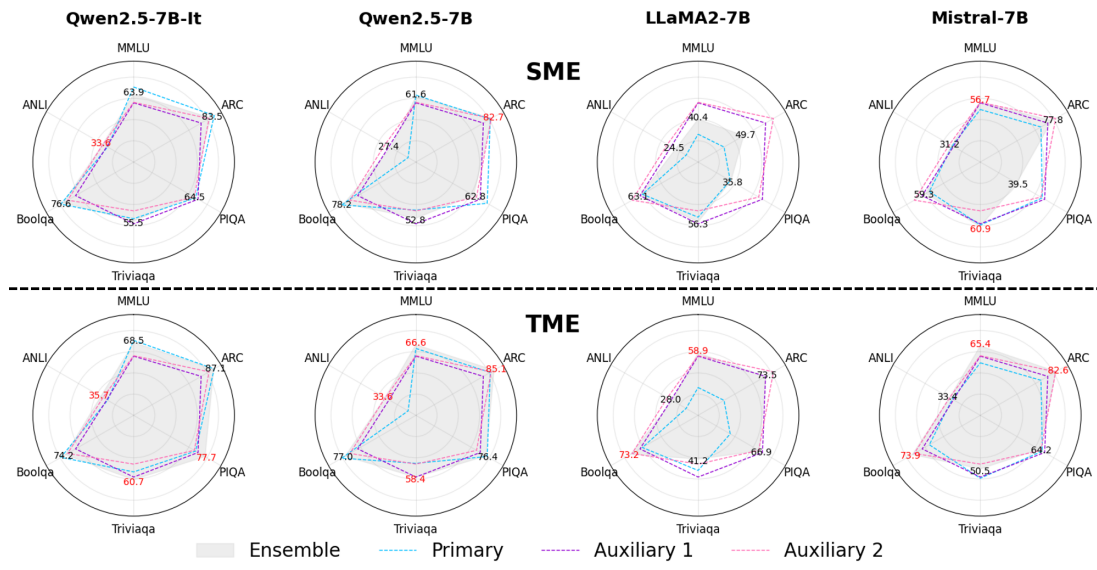 Qwen2.5-7B-It Qwen2.5-7B LLaMA2-7B Mistral-7B
MMLU MMLU MMLU MMLU
SME
ANLI 63.9 ARC ANLI 61.6 ARC ANLI 40.4 ARC ANLI 56.7 ARC
33.6 83.5 27.4 82.7 24.5 49.7 31.2 77.8
76.6 64.5 78.2 62.8 63.1 35.8 59.3 39.5
Boolqa 55.5 PIQA Boolqa 52.8 PIQA Boolqa 56.3 PIQA Boolqa 60.9 PIQA
Triviaqa Triviaqa Triviaqa Triviaqa
MMLU MMLU MMLU MMLU
TME
ANLI 68.5 ARC ANLI 66.6 ARC ANLI 58.9 ARC ANLI 65.4 ARC
35.7 87.1 33.6 85.1 28.0 73.5 33.4 82.6
74.2 77.7 77.0 76.4 73.2 66.9 73.9 64.2
Boolqa 60.7 PIQA Boolqa 58.4 PIQA Boolqa 41.2 PIQA Boolqa 50.5 PIQA
Triviaqa Triviaqa Triviaqa Triviaqa
Ensemble Primary Auxiliary 1 Auxiliary 2